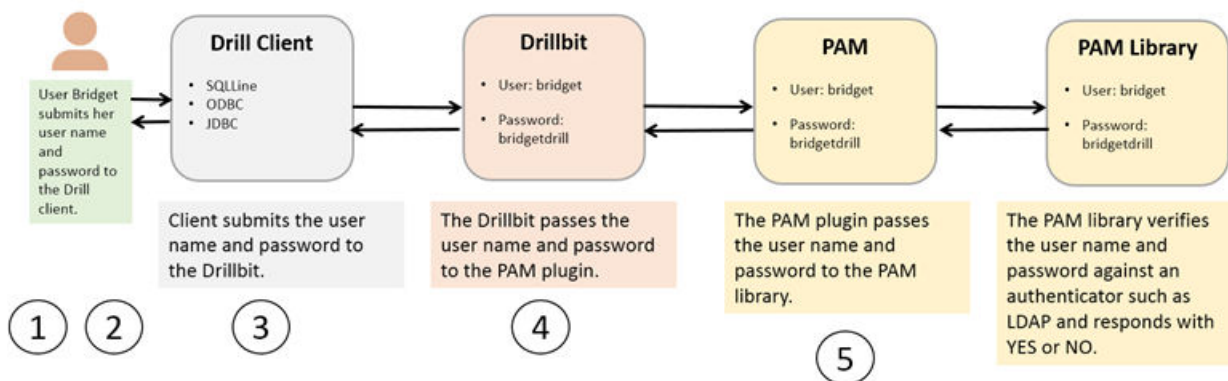 Drill Client
• SQLLine
• ODBC
• JDBC
Drillbit
• User: bridget
• Password:
bridgetdrill
PAM
• User: bridget
• Password:
bridgetdrill
PAM Library
• User: bridget
• Password:
bridgetdrill
User Bridget
submits her
user name
and
password to
the Drill
client.
Client submits the user
name and password to
the Drillbit.
The Drillbit passes the
user name and password
to the PAM plugin.
The PAM plugin passes
the user name and
password to the PAM
library.
The PAM library verifies
the user name and
password against an
authenticator such as
LDAP and responds with
YES or NO.
1
2
3
4
5